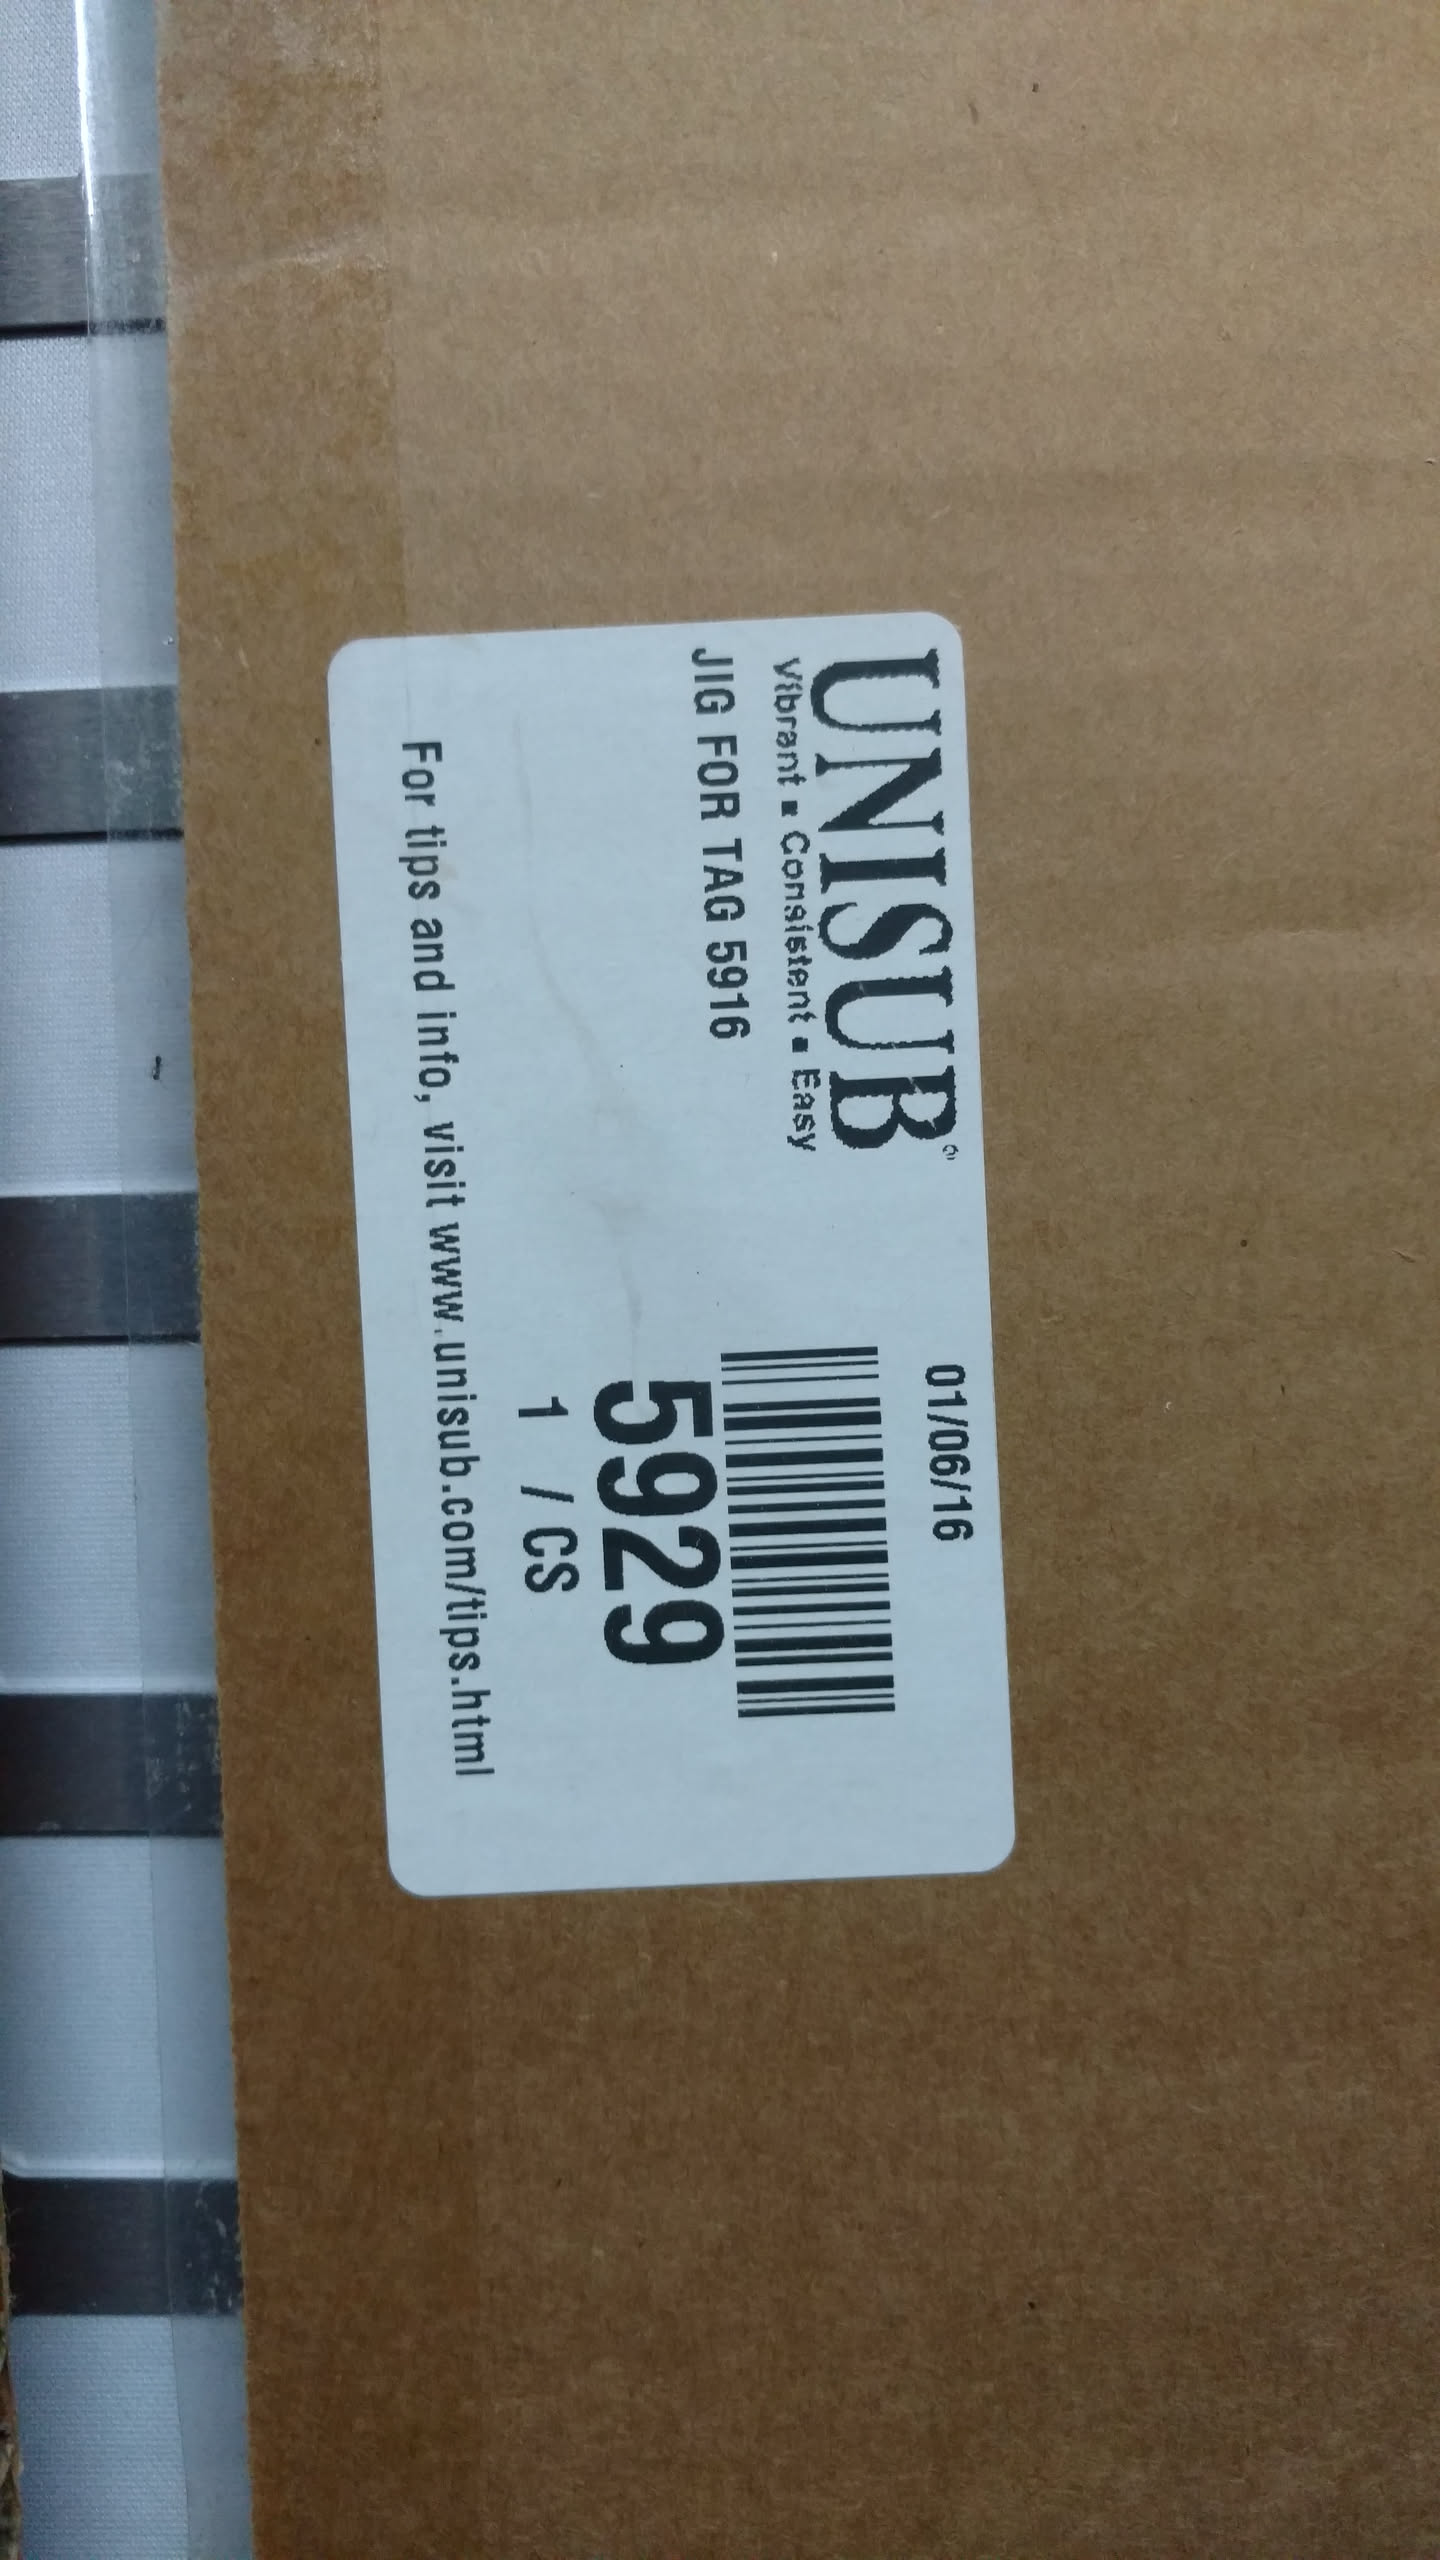 UNISUB®
Vibrant ▪ Consistent ▪ Easy
JIG FOR TAG 5916
01/06/16
5929
1 / CS
For tips and info, visit www.unisub.com/tips.html